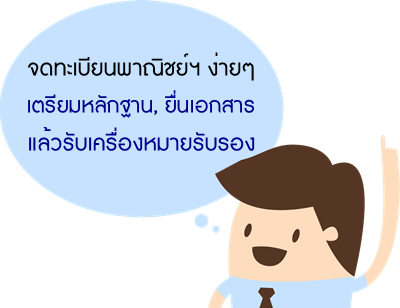 จดทะเบียนพาณิชย์ฯ ง่ายๆ
เตรียมหลักฐาน, ยื่นเอกสาร
แล้วรับเครื่องหมายรับรอง